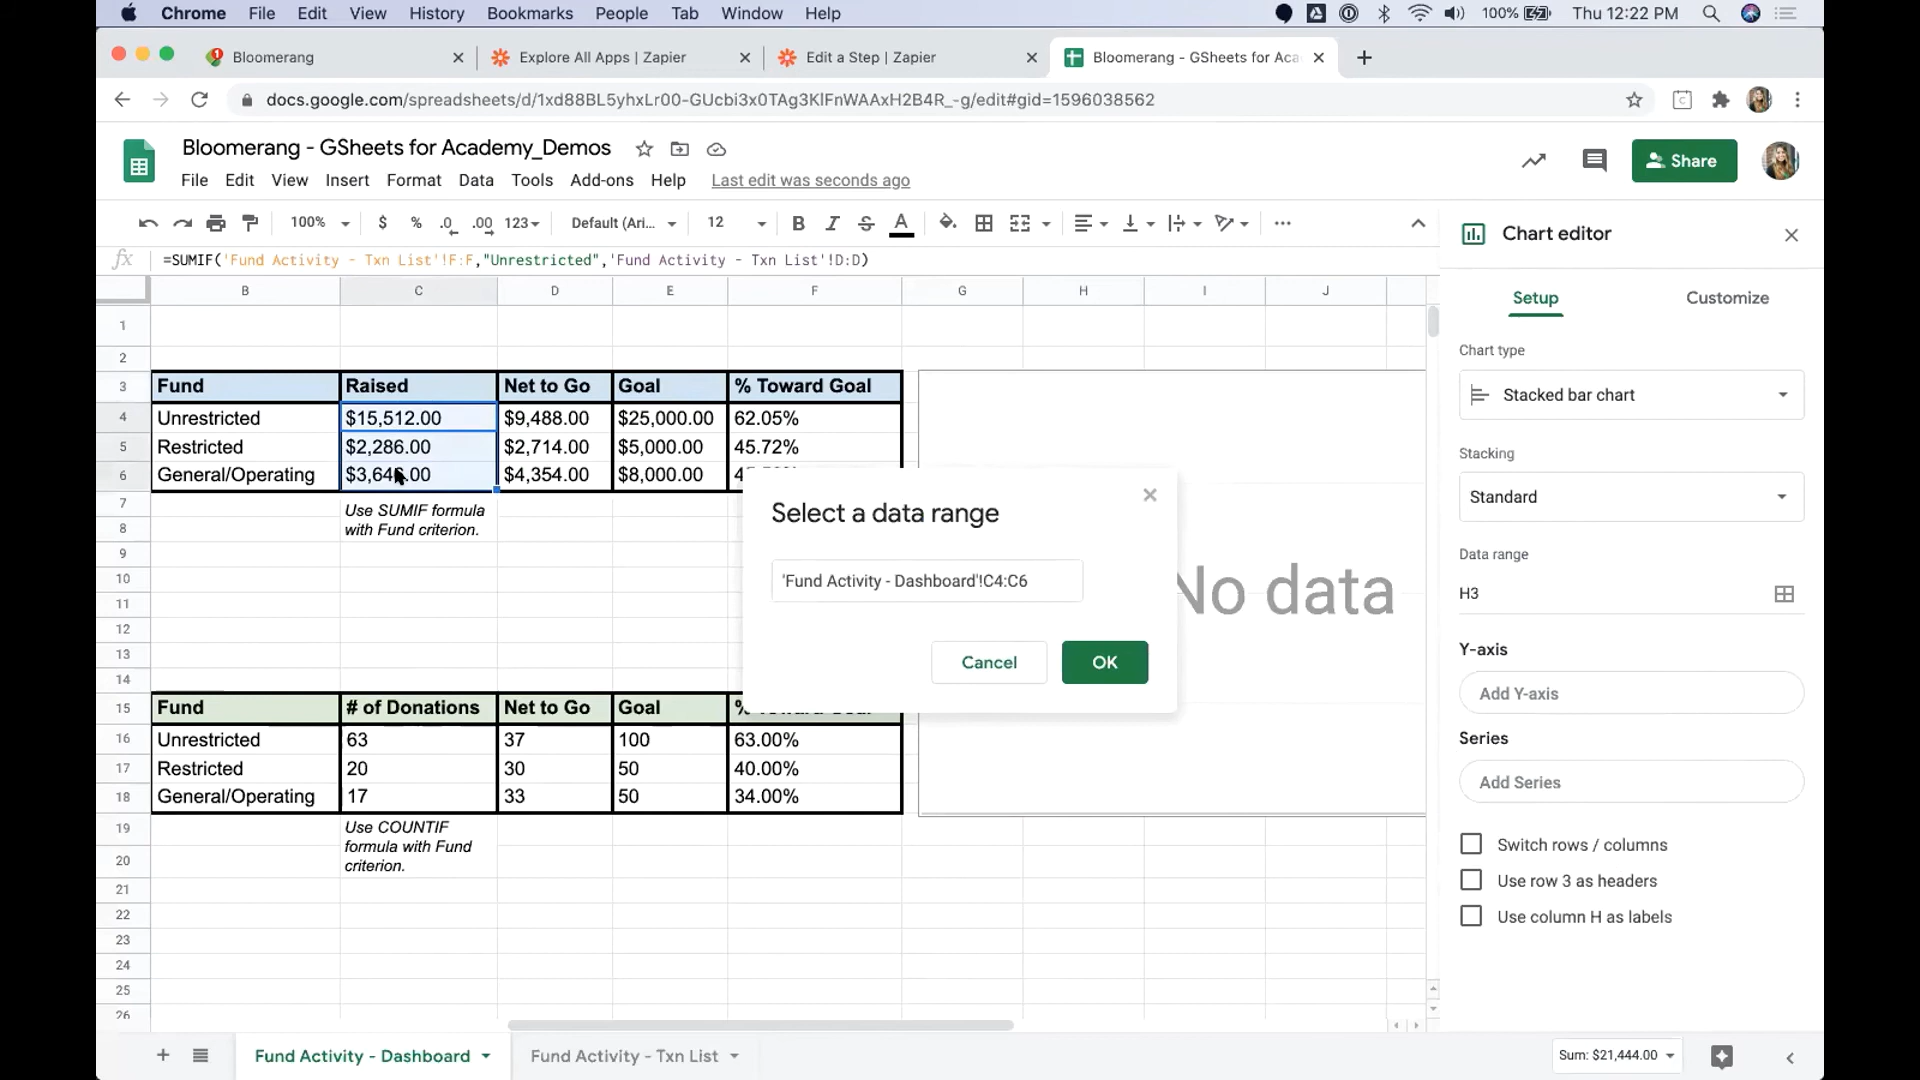 Chrome File Edit View History Bookmarks People Tab Window Help 100% Thu 12:22 PM
1 Bloomerang Explore All Apps | Zapier Edit a Step | Zapier Bloomerang - GSheets for Aca
docs.google.com/spreadsheets/d/1xd88BL5yhxLr00-GUcbi3x0TAg3KlFnWAAxH2B4R_-g/edit#gid=1596038562
Bloomerang - GSheets for Academy_Demos
Share
File Edit View Insert Format Data Tools Add-ons Help Last edit was seconds ago
100% $ % .0 .00 123 Default (Ari... 12 B I S A
fx =SUMIF('Fund Activity - Txn List'!F:F,"Unrestricted",'Fund Activity - Txn List'!D:D)
B C D E F G H I J
1
2
3 Fund Raised Net to Go Goal % Toward Goal
4 Unrestricted $15,512.00 $9,488.00 $25,000.00 62.05%
5 Restricted $2,286.00 $2,714.00 $5,000.00 45.72%
6 General/Operating $4,354.00 $8,000.00
7 Use SUMIF formula
8 with Fund criterion.
9
10
11
12
13
14
15 Fund # of Donations Net to Go Goal
16 Unrestricted 63 37 100 63.00%
17 Restricted 20 30 50 40.00%
18 General/Operating 17 33 50 34.00%
19 Use COUNTIF
formula with Fund
20 criterion.
21
22
23
24
25
26
Select a data range
'Fund Activity - Dashboard'!C4:C6
Cancel OK
No data
Chart editor
Setup Customize
Chart type
Stacked bar chart
Stacking
Standard
Data range
H3
Y-axis
Add Y-axis
Series
Add Series
Switch rows / columns
Use row 3 as headers
Use column H as labels
Fund Activity - Dashboard Fund Activity - Txn List Sum: $21,444.00